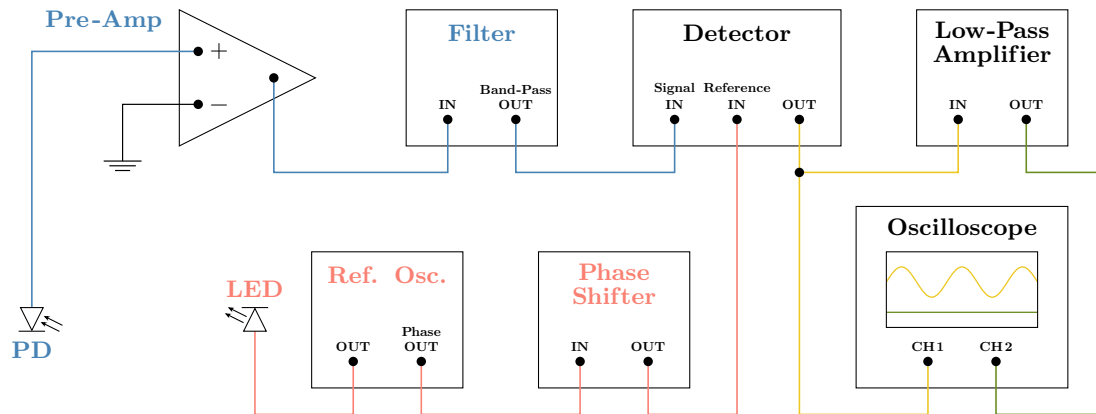 Pre-Amp
+
−
Filter
Band-Pass
IN OUT
Detector
Signal Reference
IN IN OUT
Low-Pass
Amplifier
IN OUT
PD
LED
Ref. Osc.
Phase
OUT OUT
Phase
Shifter
IN OUT
Oscilloscope
CH1 CH2